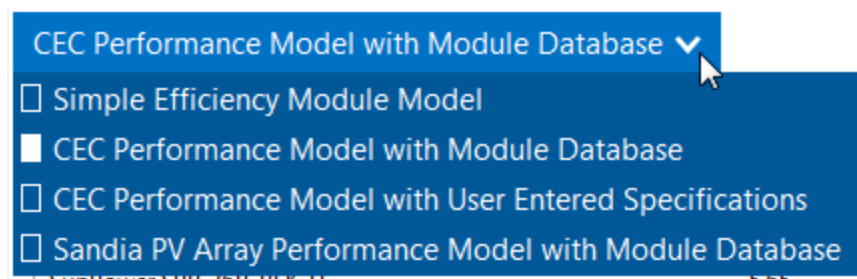 CEC Performance Model with Module Database
Simple Efficiency Module Model
CEC Performance Model with Module Database
CEC Performance Model with User Entered Specifications
Sandia PV Array Performance Model with Module Database